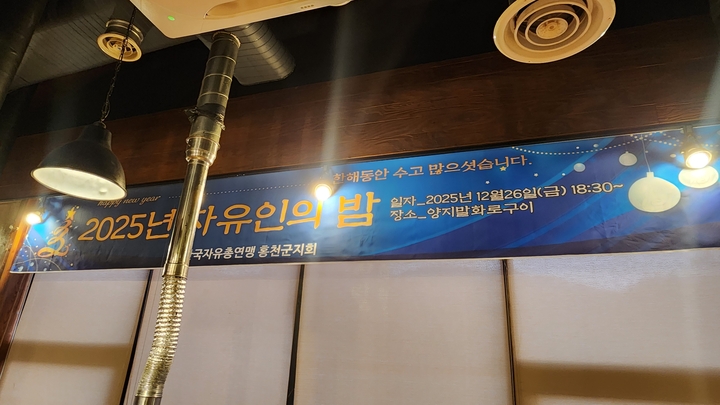 한해동안 수고 많으셧습니다.
happy new year
2025년 자유인의 밤
일자_2025년 12월26일(금) 18:30~
장소_양지말화로구이
국자유총연맹 홍천군지회